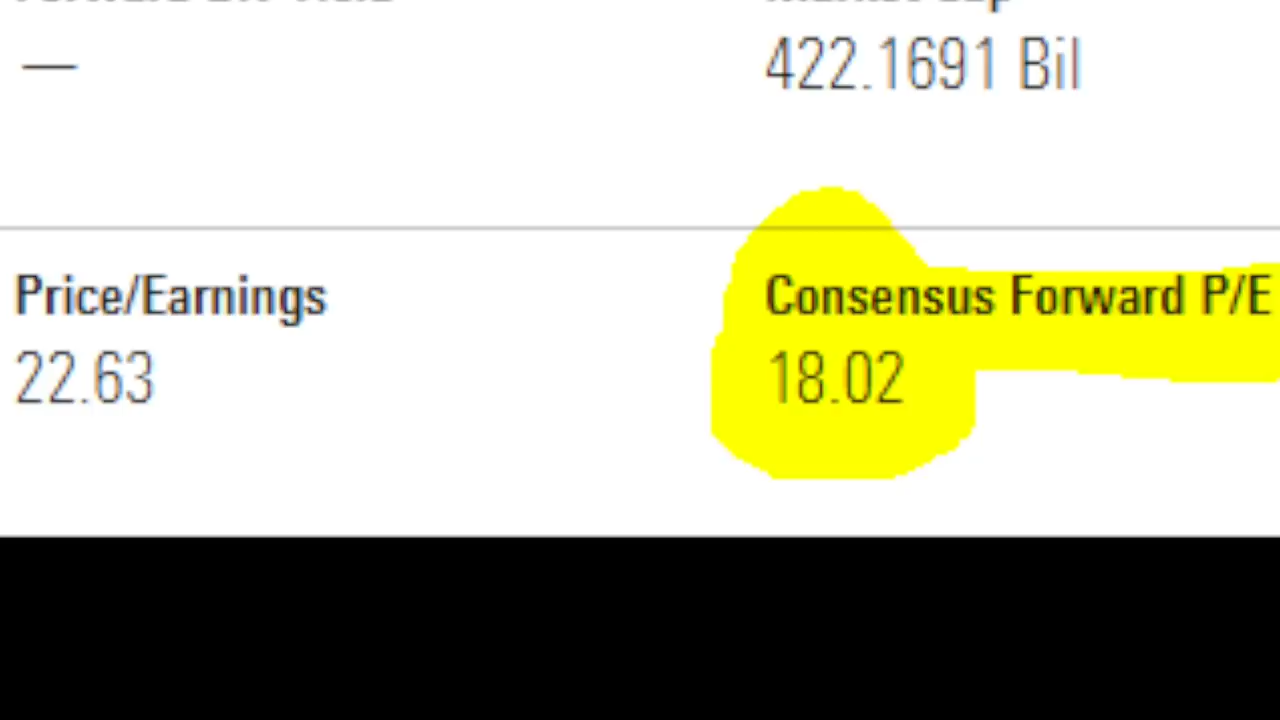 —
422.1691 Bil
Price/Earnings
Consensus Forward P/E
22.63
18.02